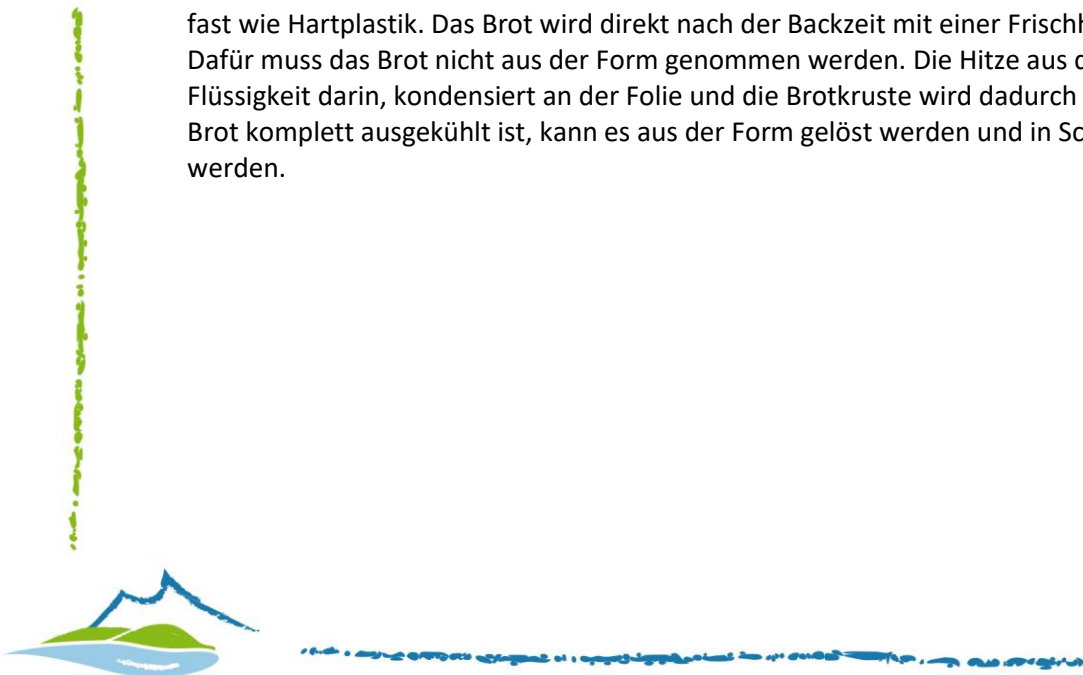 fast wie Hartplastik. Das Brot wird direkt nach der Backzeit mit einer
Dafür muss das Brot nicht aus der Form genommen werden. Die Hitze aus
Flüssigkeit darin, kondensiert an der Folie und die Brotkruste wird dadurch
Brot komplett ausgekühlt ist, kann es aus der Form gelöst werden und in
werden.